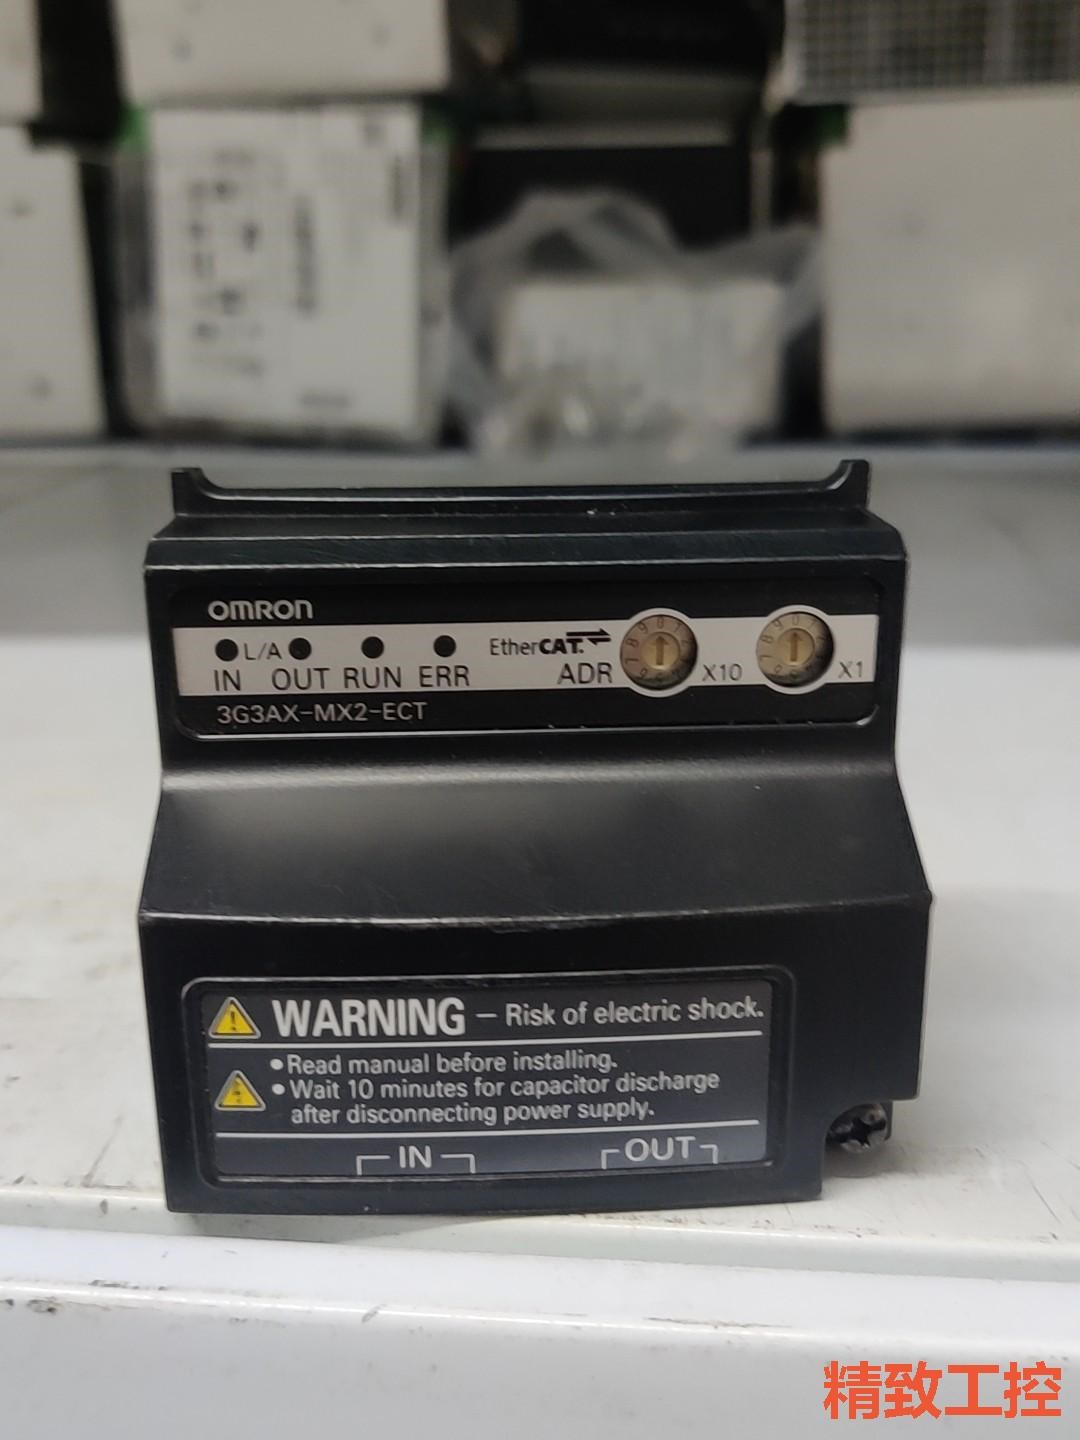 OMRON
L/A
IN OUT RUN ERR
EtherCAT
ADR X10 X1
3G3AX-MX2-ECT
WARNING – Risk of electric shock.
•Read manual before installing.
•Wait 10 minutes for capacitor discharge
after disconnecting power supply.
IN OUT
精致工控